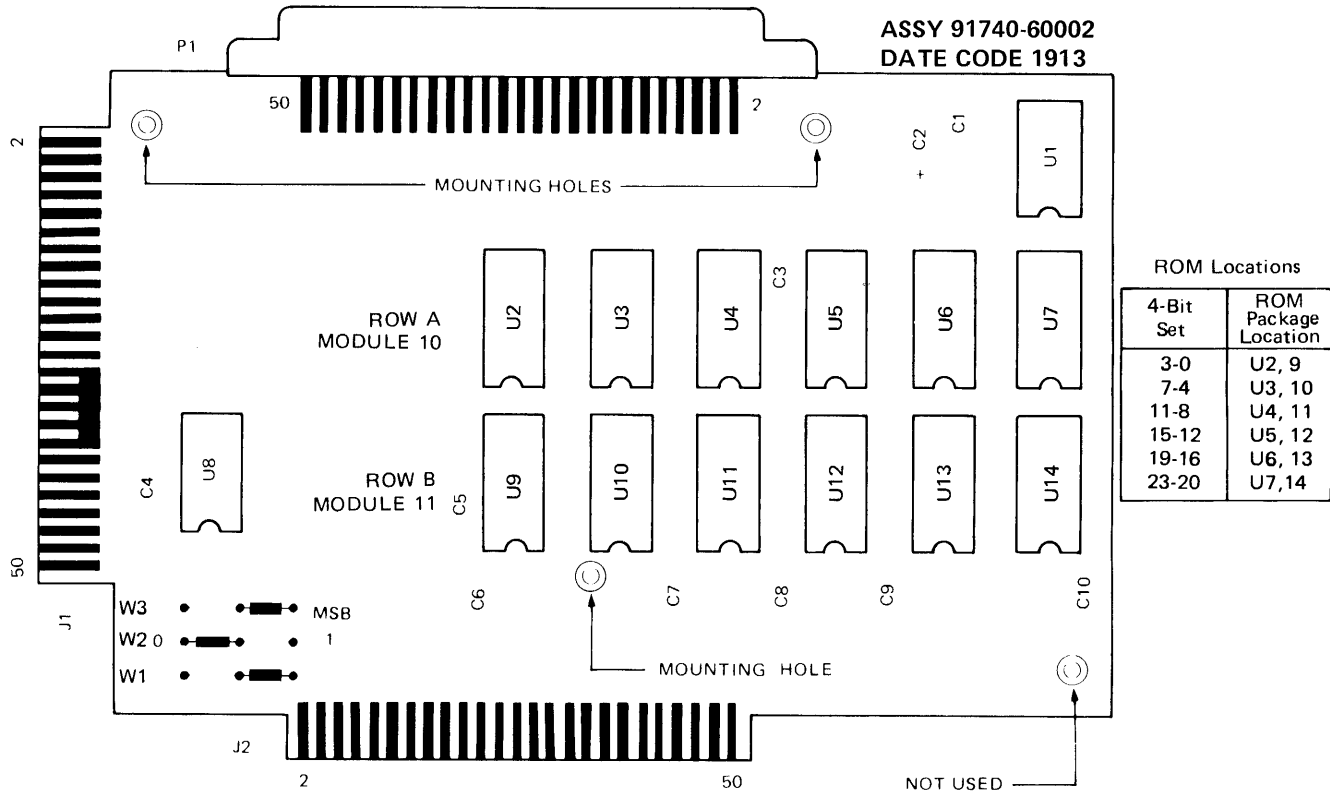 ASSY 91740-60002
DATE CODE 1913
P1
50
2
2
C2
C1
+
U1
MOUNTING HOLES
ROW A
MODULE 10
U2
U3
U4
C3
U5
U6
U7
ROM Locations
4-Bit Set
ROM Package Location
3-0 U2, 9
7-4 U3, 10
11-8 U4, 11
15-12 U5, 12
19-16 U6, 13
23-20 U7,14
C4
U8
ROW B
MODULE 11
C5
U9
U10
U11
U12
U13
U14
50
J1
C6
C7
C8
C9
C10
W3
MSB
W2 0
1
W1
MOUNTING HOLE
J2
2
50
NOT USED